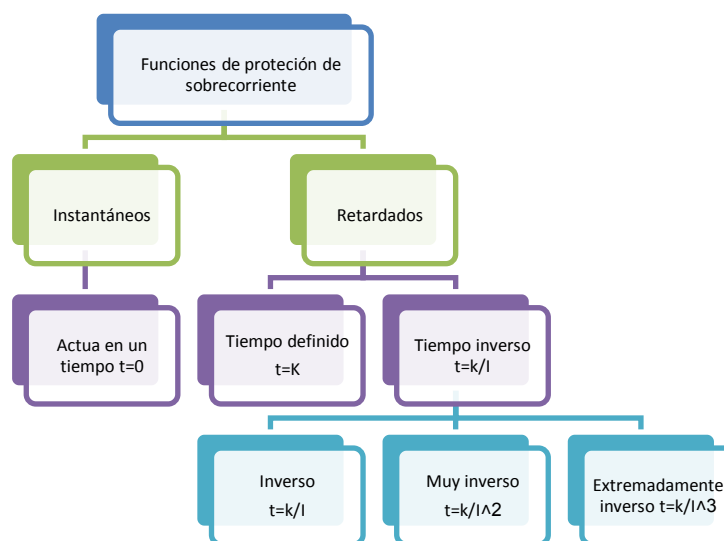 Funciones de proteción de
sobrecorriente
Instantáneos
Retardados
Actua en un
tiempo t=0
Tiempo definido
t=K
Tiempo inverso
t=k/I
Inverso
t=k/I
Muy inverso
t=k/I^2
Extremadamente
inverso t=k/I^3